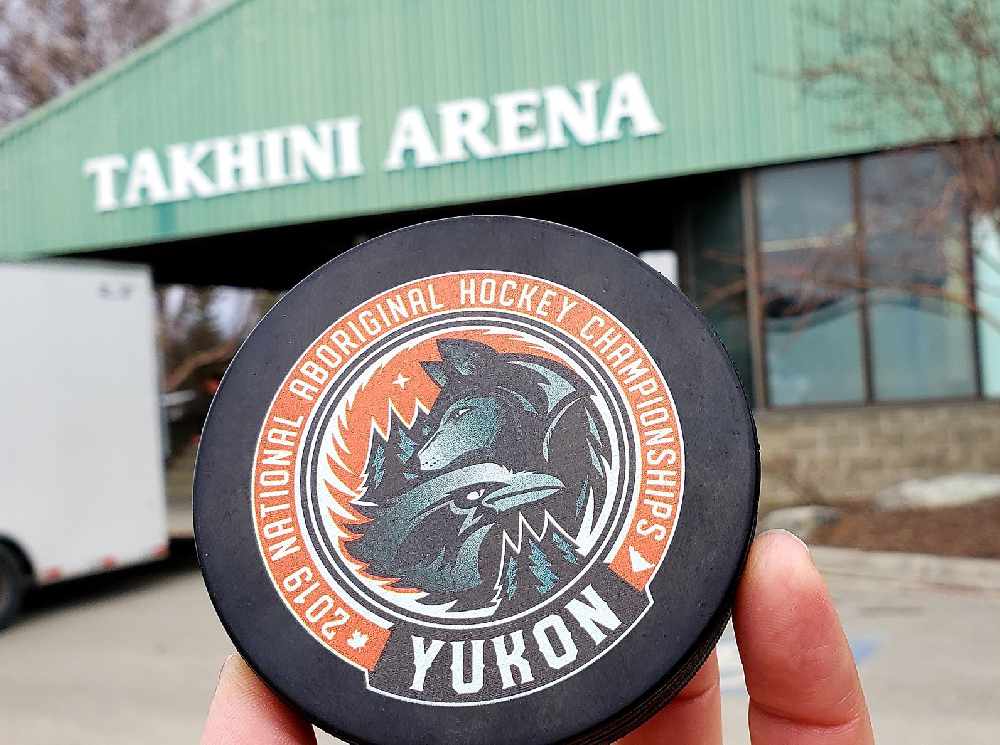 TAKHINI ARENA
2019 NATIONAL ABORIGINAL HOCKEY CHAMPIONSHIPS
YUKON